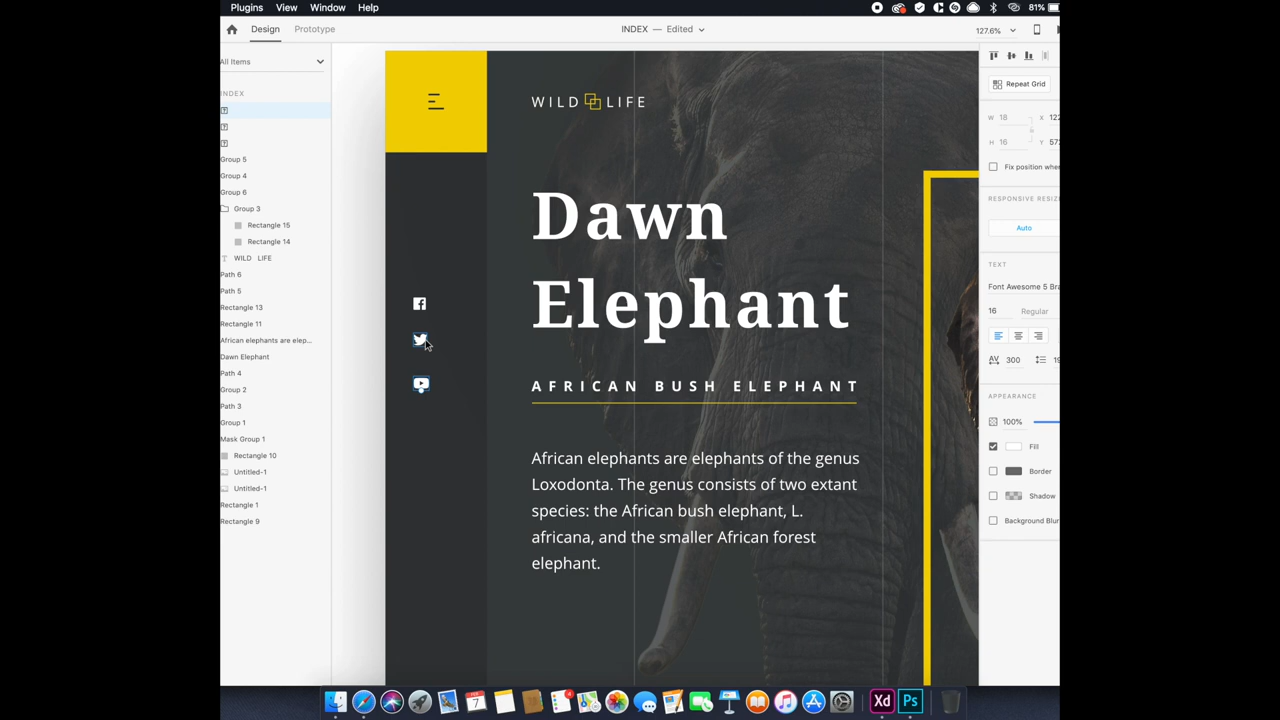 Plugins View Window Help 81%
Design Prototype INDEX — Edited 127.6%
All Items
Repeat Grid
INDEX
WILD LIFE
W 18 X
H 16 Y
Group 5
Group 4
Fix position
Group 6
RESPONSIVE
Group 3
Rectangle 15
Auto
Rectangle 14
WILD LIFE
TEXT
Path 6
Font Awesome 5
Path 5
Rectangle 13
16 Regular
Rectangle 11
African elephants are elep...
Dawn Elephant
AV 300
Path 4
Group 2
APPEARANCE
Path 3
Group 1
100%
Mask Group 1
Fill
Rectangle 10
Untitled-1
Border
Untitled-1
Shadow
Rectangle 1
Rectangle 9
Background
Dawn
Elephant
AFRICAN BUSH ELEPHANT
African elephants are elephants of the genus
Loxodonta. The genus consists of two extant
species: the African bush elephant, L.
africana, and the smaller African forest
elephant.
7 Xd Ps